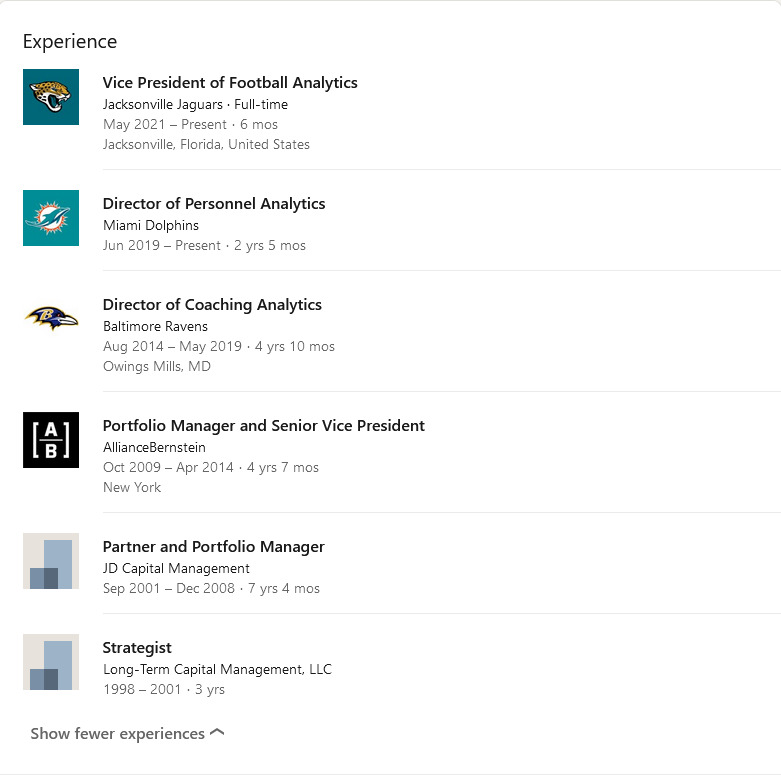 Experience
Vice President of Football Analytics
Jacksonville Jaguars · Full-time
May 2021 – Present · 6 mos
Jacksonville, Florida, United States
Director of Personnel Analytics
Miami Dolphins
Jun 2019 – Present · 2 yrs 5 mos
B
Director of Coaching Analytics
Baltimore Ravens
Aug 2014 – May 2019 · 4 yrs 10 mos
Owings Mills, MD
[A
B]
Portfolio Manager and Senior Vice President
AllianceBernstein
Oct 2009 – Apr 2014 · 4 yrs 7 mos
New York
Partner and Portfolio Manager
JD Capital Management
Sep 2001 – Dec 2008 · 7 yrs 4 mos
Strategist
Long-Term Capital Management, LLC
1998 – 2001 · 3 yrs
Show fewer experiences